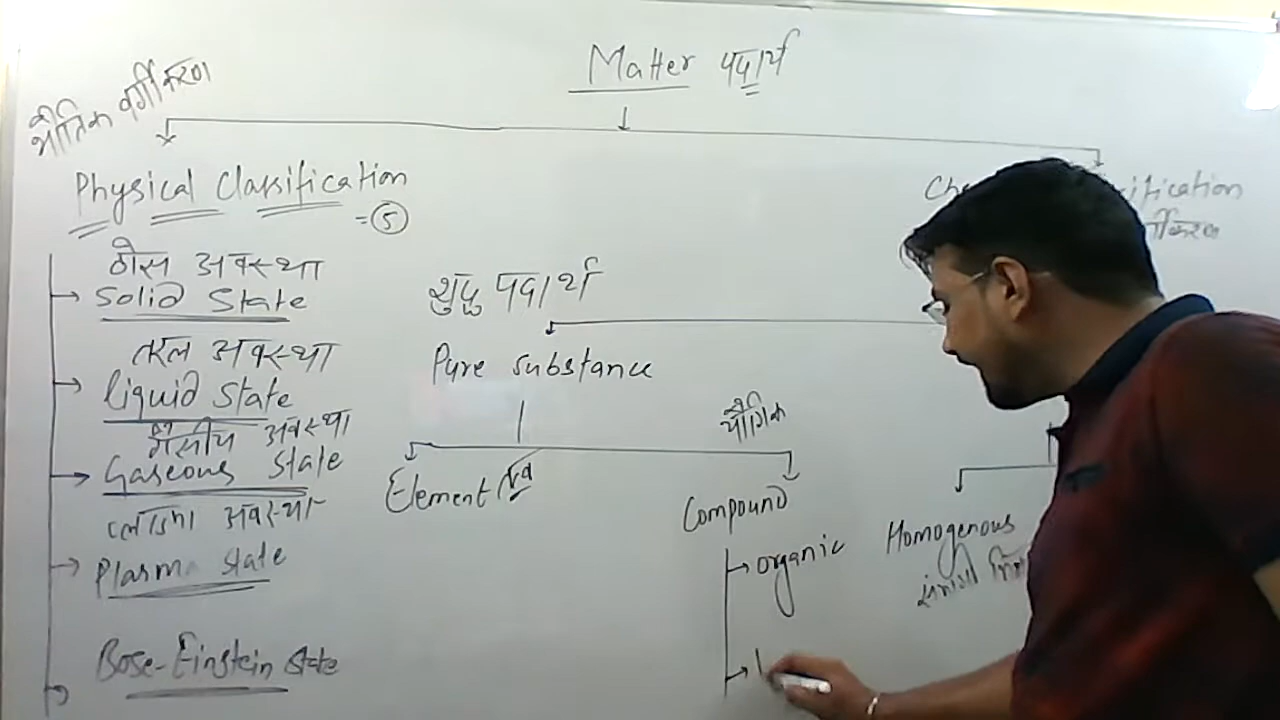 Matter पदार्थ
भौतिक वर्गीकरण
Physical Classification
=⑤
ठोस अवस्था
Solid State
तरल अवस्था
liquid State
गैसीय अवस्था
Gaseous State
प्लाज्मा अवस्था
Plasma State
Bose-Einstein State
शुद्ध पदार्थ
Pure substance
Element तत्व
यौगिक
Compound
organic
Homogenous